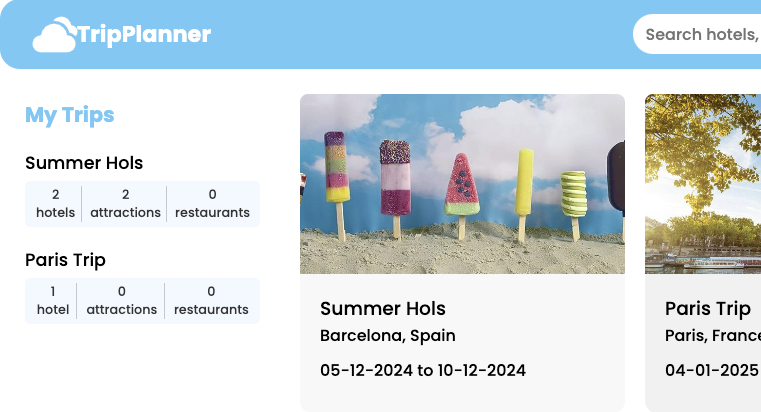 TripPlanner
Search hotels,
My Trips
Summer Hols
2 hotels
2 attractions
0 restaurants
Paris Trip
1 hotel
0 attractions
0 restaurants
Summer Hols
Barcelona, Spain
05-12-2024 to 10-12-2024
Paris Trip
Paris, France
04-01-2025